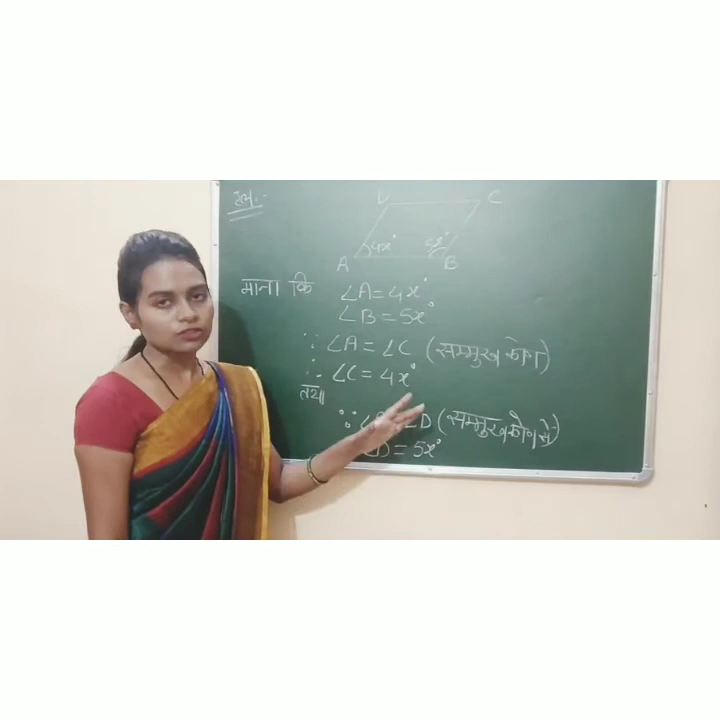 हल:-
D C
4x° 5x°
A B
माना कि ∠A = 4x°
∠B = 5x°
∵ ∠A = ∠C (सम्मुख कोण)
∴ ∠C = 4x°
तथा
∵ ∠D (सम्मुख कोण से)
∠D = 5x°